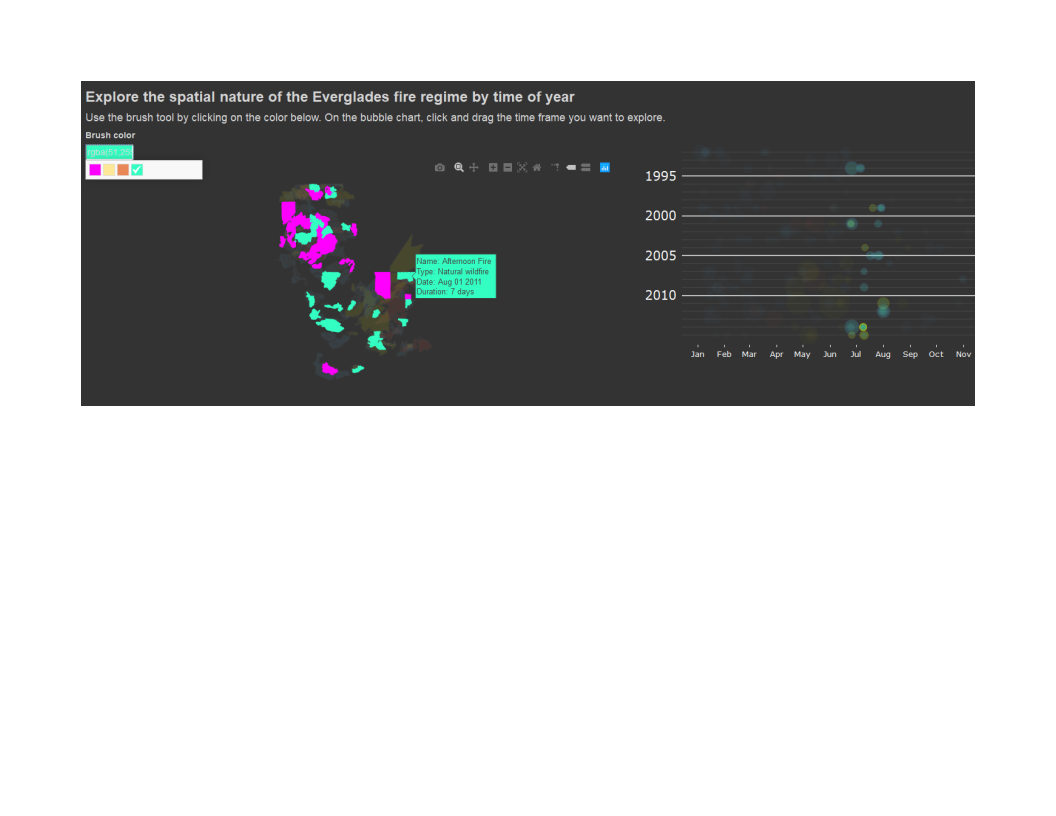 Explore the spatial nature of the Everglades fire regime by time of year
Use the brush tool by clicking on the color below. On the bubble chart, click and drag the time frame you want to explore.
Brush color
Name: Afternoon Fire
Type: Natural wildfire
Date: Aug 01 2011
Duration: 7 days
1995
2000
2005
2010
Jan Feb Mar Apr May Jun Jul Aug Sep Oct Nov